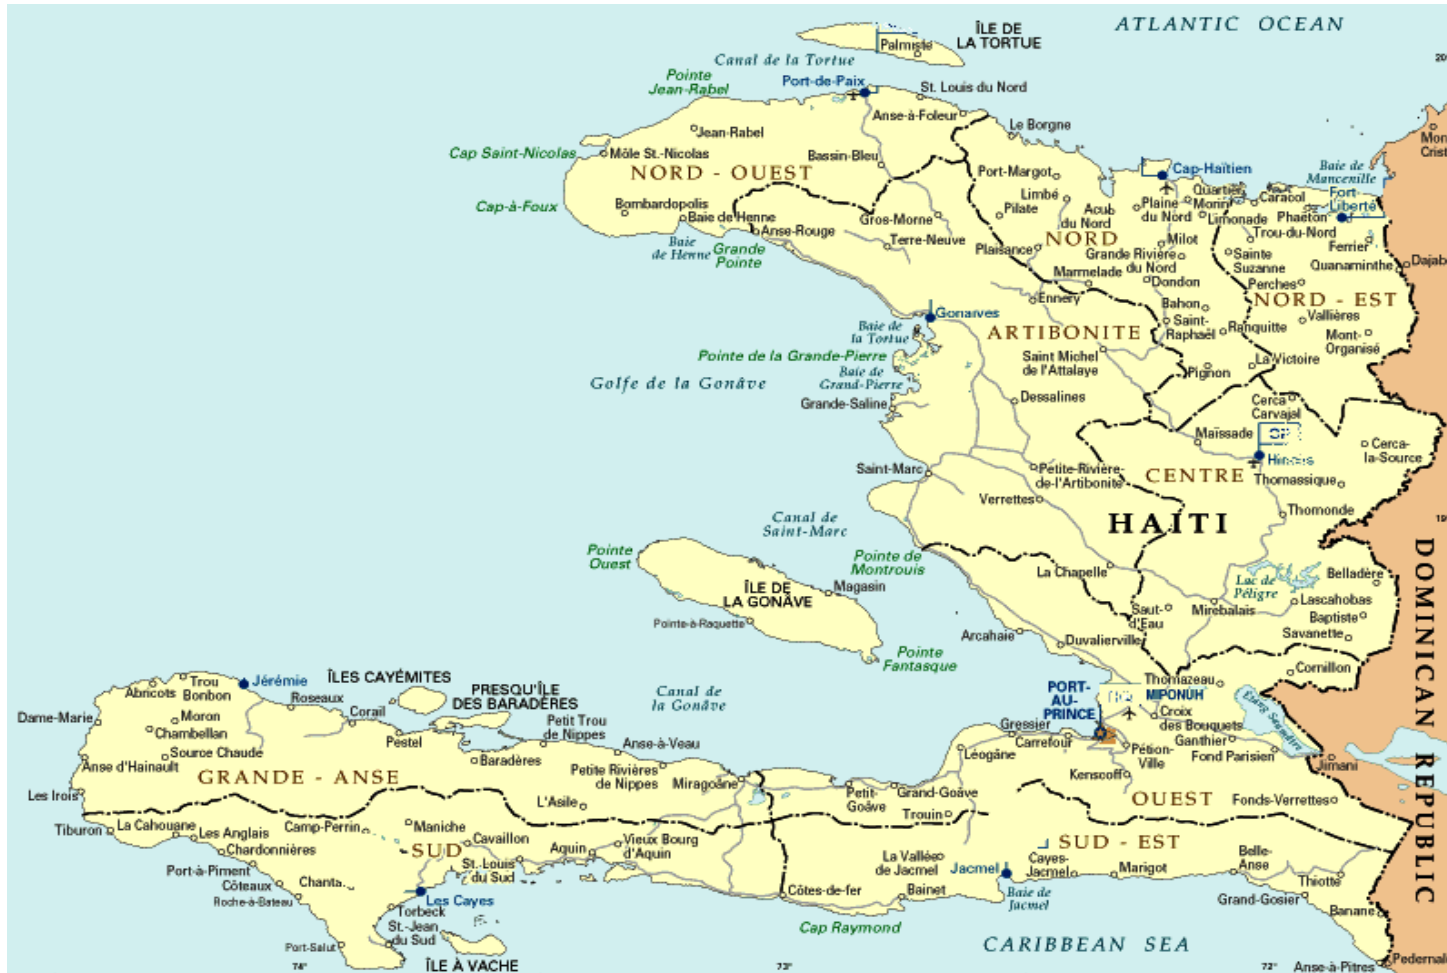 ATLANTIC OCEAN
ÎLE DE
LA TORTUE
Palmiste
Canal de la Tortue
Pointe
Jean-Rabel
Port-de-Paix
St. Louis du Nord
Anse-à-Foleur
Le Borgne
Jean-Rabel
Cap Saint-Nicolas
Môle St.-Nicolas
Bassin-Bleu
NORD - OUEST
Port-Margot
Cap-Haïtien
Baie de
Mancenille
Fort
Liberté
Mon
Crist
Limbé
Pilate
Acul
du Nord
Plaine
du Nord
Quartier
Morin
Limonade
Caracol
Phaëton
Trou-du-Nord
Ferrier
Cap-à-Foux
Bombardopolis
Baie de Henne
Baie
de Henne
Grande
Pointe
Anse-Rouge
Gros-Morne
Terre-Neuve
Plaisance
NORD
Milot
Grande Rivière
du Nord
Sainte
Suzanne
Quanaminthe
Dajab
Marmelade
Dondon
Perches
Ennery
Bahon
NORD - EST
Gonaïves
ARTIBONITE
Saint-
Raphaël
Ranquitte
Vallières
Mont-
Organisé
Baie de
la Tortue
Pointe de la Grande-Pierre
Saint Michel
de l'Attalaye
La Victoire
Pignon
Golfe de la Gonâve
Baie de
Grand-Pierre
Grande-Saline
Dessalines
Cerca
Carvajal
Maïssade
Cerca-
la-Source
Saint-Marc
Petite-Rivière-
de-l'Artibonite
CENTRE
Thomassique
Verrettes
HAITI
Thomonde
Canal de
Saint-Marc
Pointe
Ouest
Pointe de
Montrouis
DOMINICAN REPUBLIC
ÎLE DE
LA GONÂVE
Magasin
La Chapelle
Lac de
Péligre
Belladère
Pointe-à-Raquette
Saut-
d'Eau
Mirebalais
Lascahobas
Baptiste
Savanette
Arcahaie
Duvalierville
Pointe
Fantasque
Cornillon
Thomazeau
Abricots
Trou
Bonbon
Jérémie
ÎLES CAYÉMITES
PRESQU'ÎLE
DES BARADÈRES
Canal de
la Gonâve
PORT-
AU-
PRINCE
MIPONUH
Roseaux
Corail
Petit Trou
de Nippes
Dame-Marie
Moron
Chambellan
Pestel
Anse-à-Veau
Gressier
Carrefour
Croix
des Bouquets
Ganthier
Fond Parisien
Etang Saumâtre
Source Chaude
Anse d'Hainault
Baradères
Léogâne
Pétion-
Ville
Jimani
GRANDE - ANSE
Petite Rivières
de Nippes
Miragoâne
Kenscoff
Les Irois
L'Asile
Petit-
Goâve
Grand-Goâve
Trouin
OUEST
Fonds-Verrettes
Tiburon
La Cahouane
Les Anglais
Chardonnières
Camp-Perrin
Maniche
Cavaillon
Vieux Bourg
d'Aquin
Aquin
SUD
St. Louis
du Sud
SUD - EST
Port-à-Piment
Côteaux
Roche-à-Bateau
Les Cayes
Côtes-de-fer
La Vallée
de Jacmel
Bainet
Jacmel
Cayes-
Jacmel
Baie de
Jacmel
Marigot
Belle-
Anse
Thiotte
Grand-Gosier
Banane
Torbeck
St.-Jean
du Sud
Port-Salut
Cap Raymond
CARIBBEAN SEA
ÎLE À VACHE
Anse-à-Pitres
Pedernal
74°
73°
72°